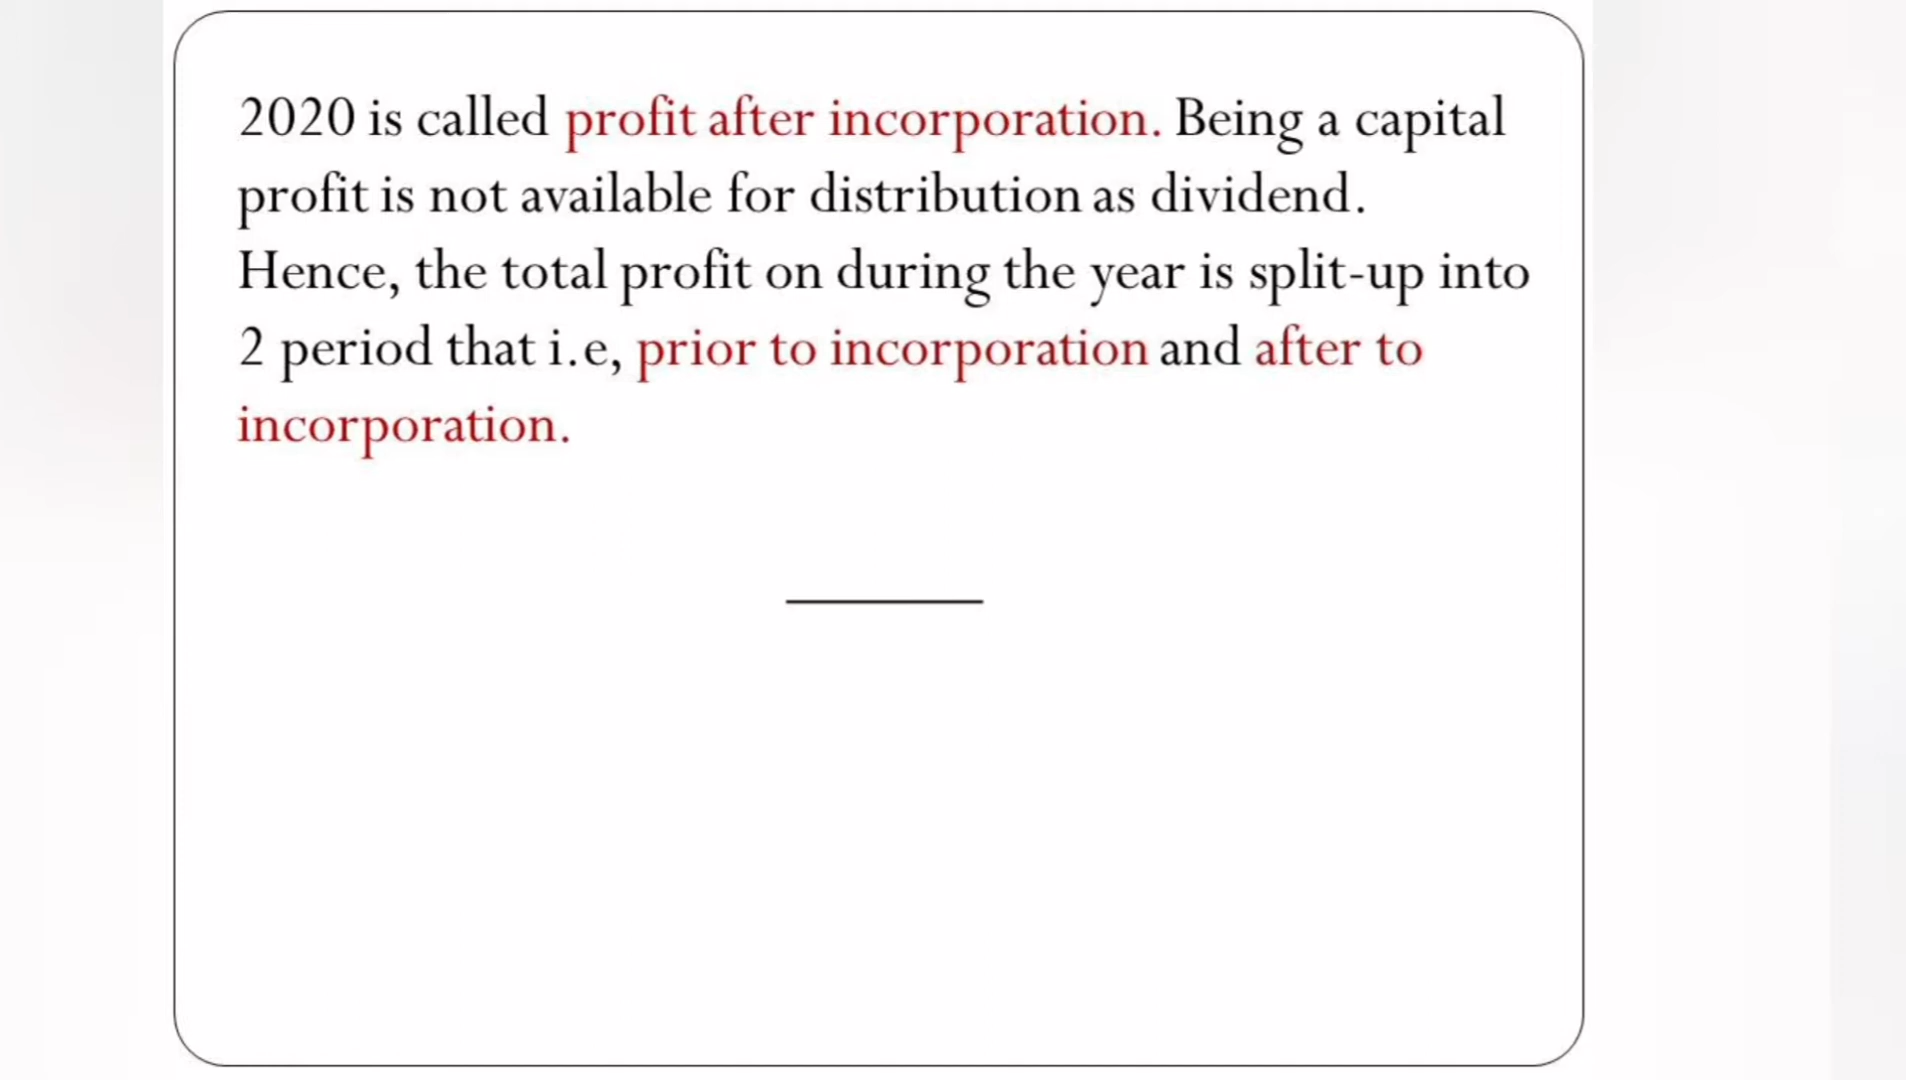 2020 is called profit after incorporation. Being a capital
profit is not available for distribution as dividend.
Hence, the total profit on during the year is split-up into
2 period that i.e, prior to incorporation and after to
incorporation.